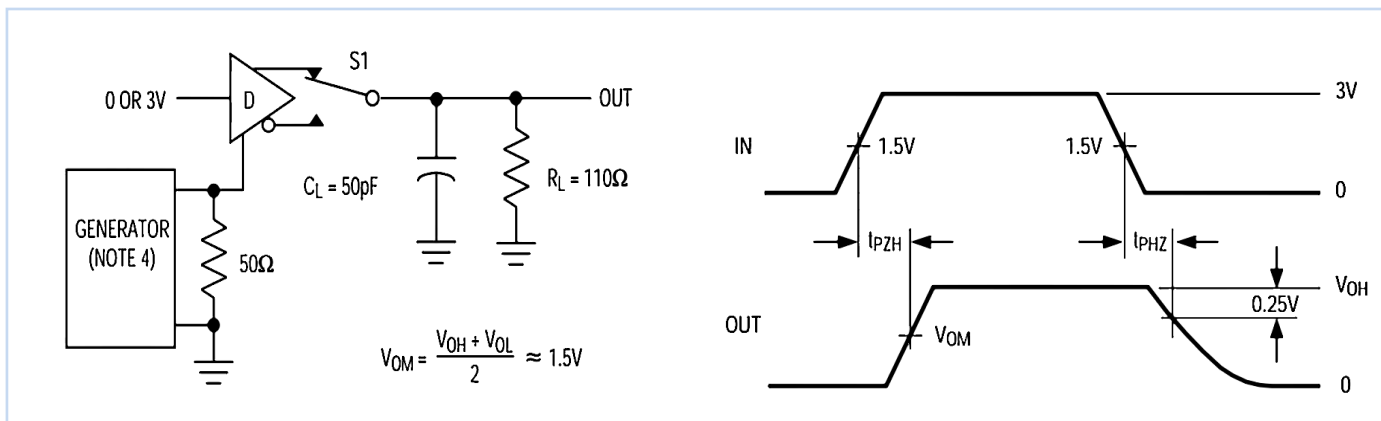 S1
0 OR 3V
D
OUT
C_L = 50pF
R_L = 110Ω
GENERATOR
(NOTE 4)
50Ω
V_OM = (V_OH + V_OL) / 2 ≈ 1.5V
3V
IN
1.5V
1.5V
0
t_PZH
t_PHZ
V_OH
0.25V
OUT
V_OM
0